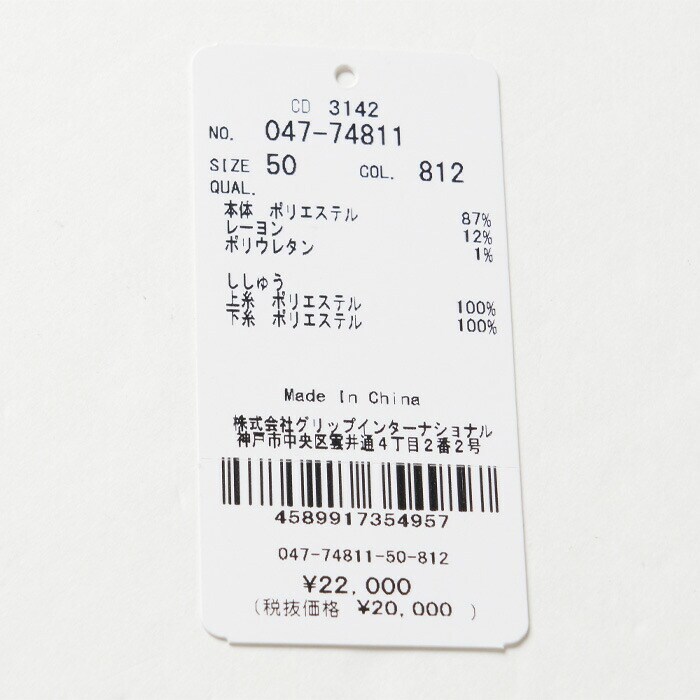 CD 3142
NO. 047-74811
SIZE 50 COL. 812
QUAL.
本体 ポリエステル 87%
レーヨン 12%
ポリウレタン 1%
ししゅう
上糸 ポリエステル 100%
下糸 ポリエステル 100%
Made In China
株式会社グリップインターナショナル
神戸市中央区雲井通4丁目2番2号
4589917354957
047-74811-50-812
¥22,000
(税抜価格 ¥20,000 )